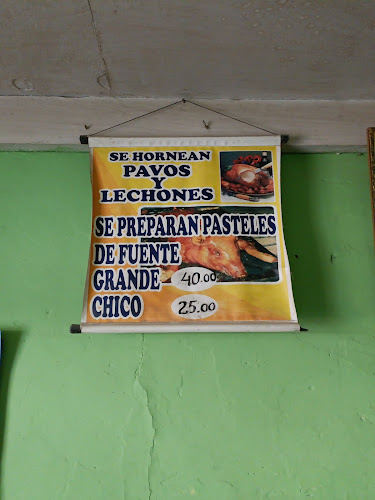 SE HORNEAN
PAVOS
Y
LECHONES
SE PREPARAN PASTELES
DE FUENTE
GRANDE 40.00
CHICO 25.00